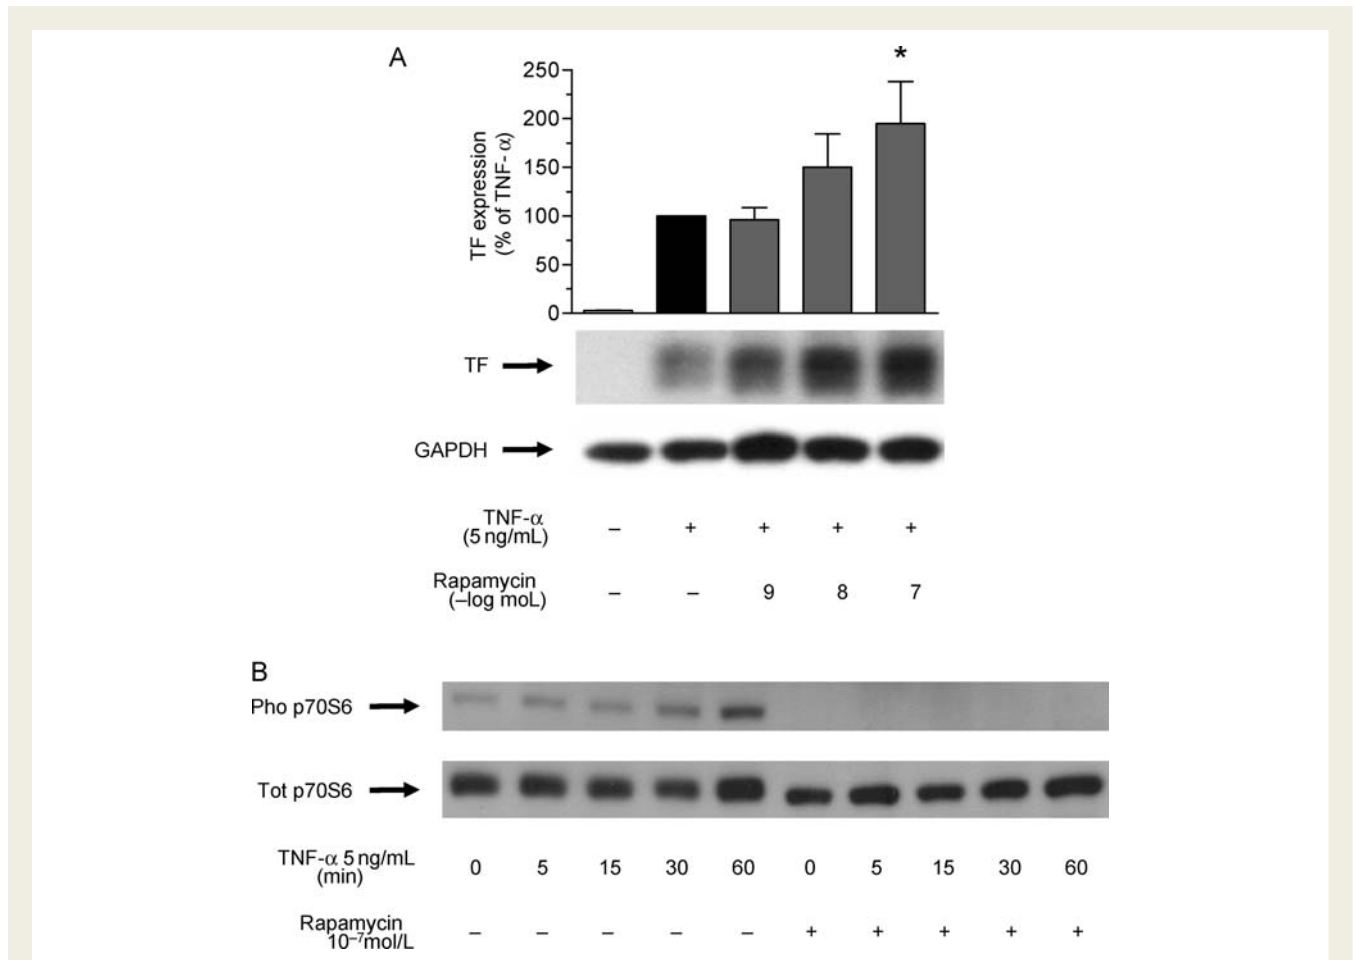 A
*
250
200
150
100
50
0
TF expression
(% of TNF- α)
TF
GAPDH
TNF-α
(5 ng/mL)
– + + + +
Rapamycin
(–log moL)
– – 9 8 7
B
Pho p70S6
Tot p70S6
TNF-α 5 ng/mL
(min)
0 5 15 30 60 0 5 15 30 60
Rapamycin
10⁻⁷mol/L
– – – – – + + + + +